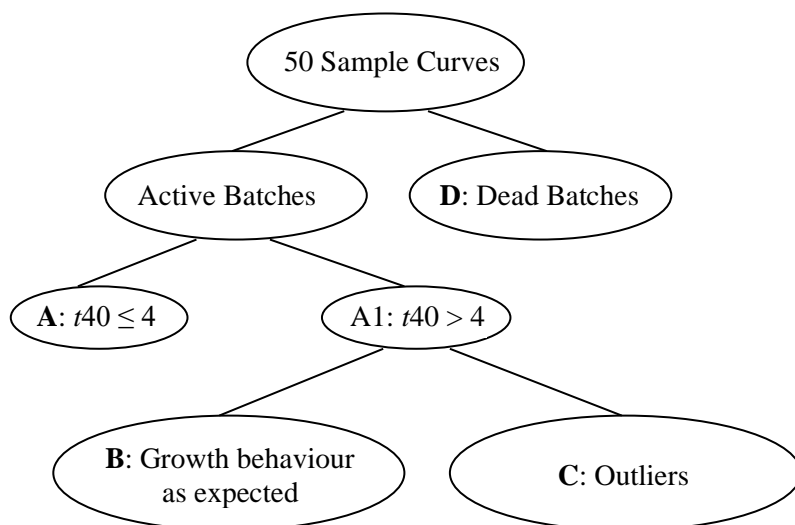 50 Sample Curves
Active Batches
D: Dead Batches
A: t40 ≤ 4
A1: t40 > 4
B: Growth behaviour
as expected
C: Outliers